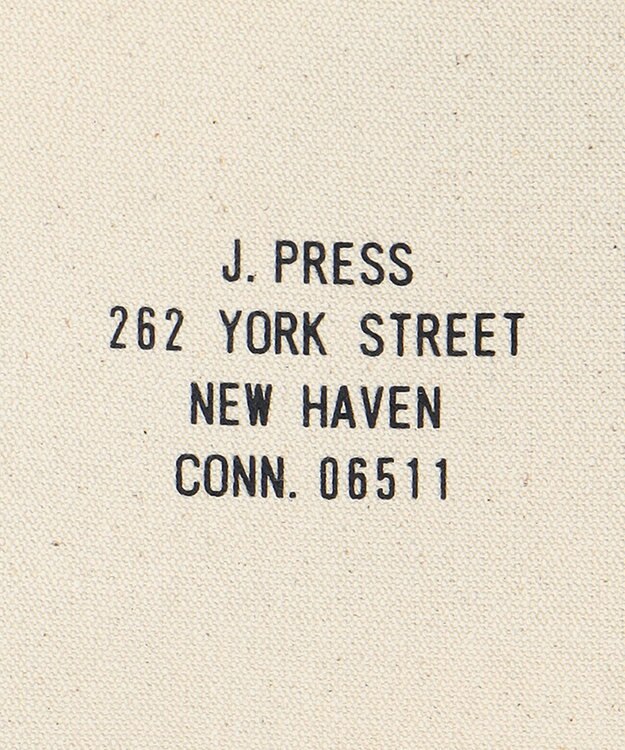 J. PRESS
262 YORK STREET
NEW HAVEN
CONN. 06511